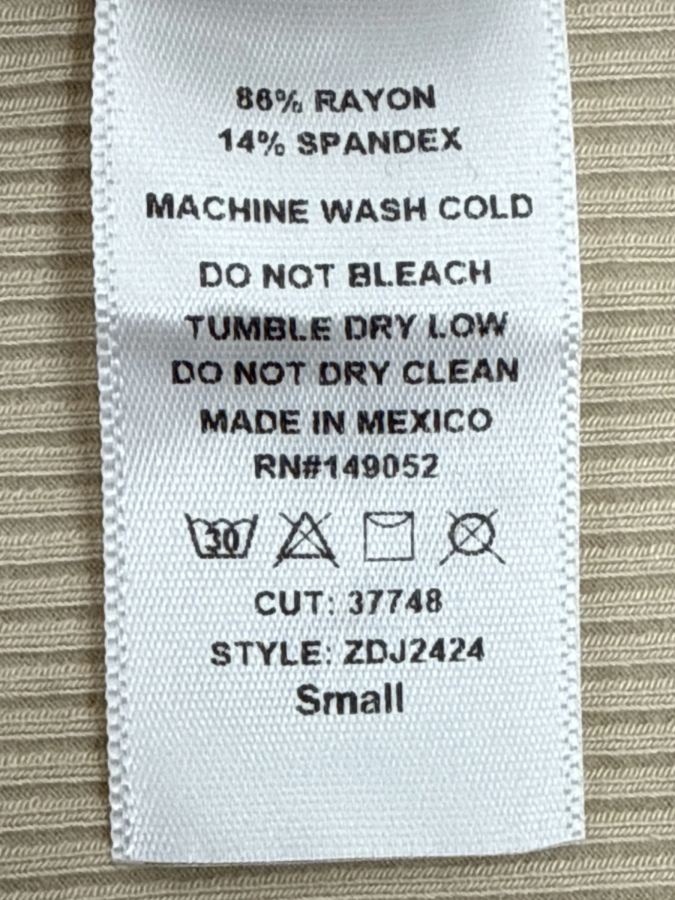 86% RAYON
14% SPANDEX
MACHINE WASH COLD
DO NOT BLEACH
TUMBLE DRY LOW
DO NOT DRY CLEAN
MADE IN MEXICO
RN#149052
30
CUT: 37748
STYLE: ZDJ2424
Small